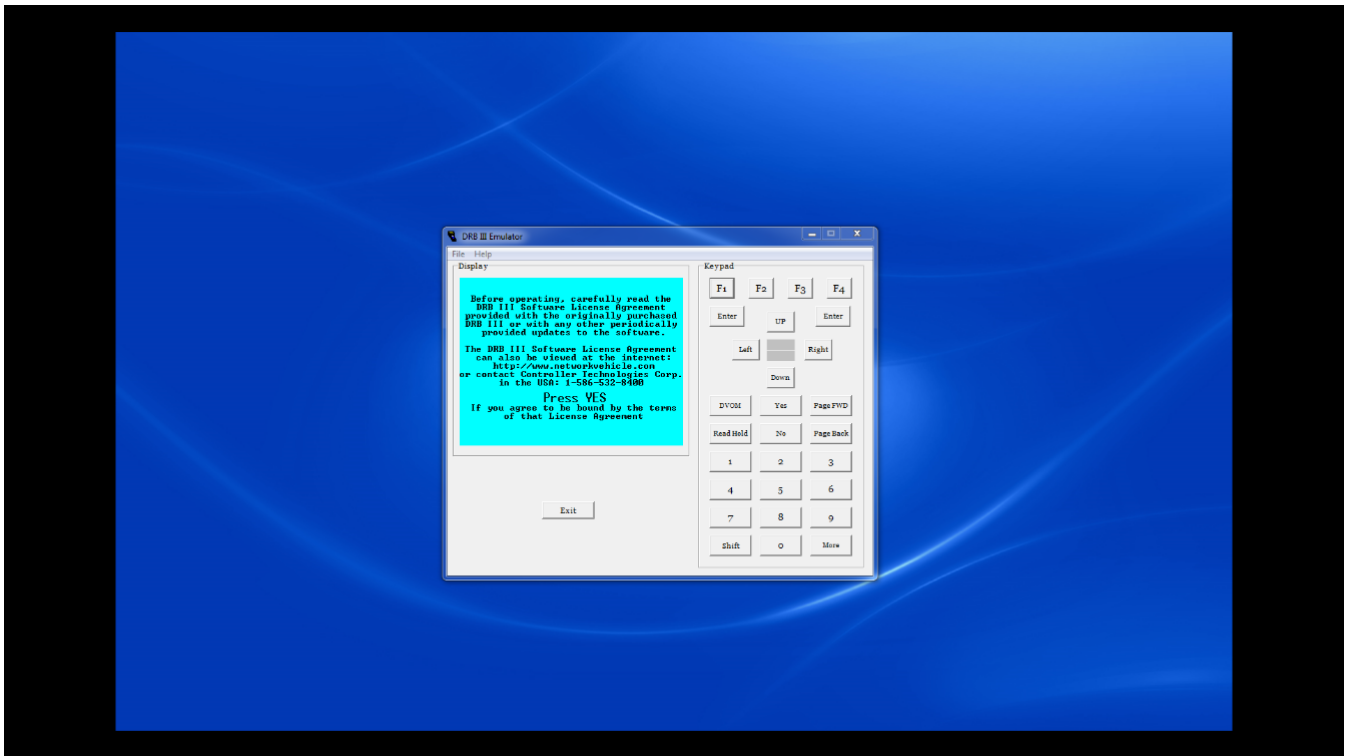 DRB III Emulator
File Help
Display
Before operating, carefully read the
DRB III Software License Agreement
provided with the originally purchased
DRB III or with any other periodically
provided updates to the software.
The DRB III Software License Agreement
can also be viewed at the internet:
http://www.networkvehicle.com
or contact Controller Technologies Corp.
in the USA: 1-586-532-8400
Press YES
If you agree to be bound by the terms
of that License Agreement
Exit
Keypad
F1 F2 F3 F4
Enter UP Enter
Left Right
Down
DVOM Yes Page FWD
Read Hold No Page Back
1 2 3
4 5 6
7 8 9
Shift 0 More